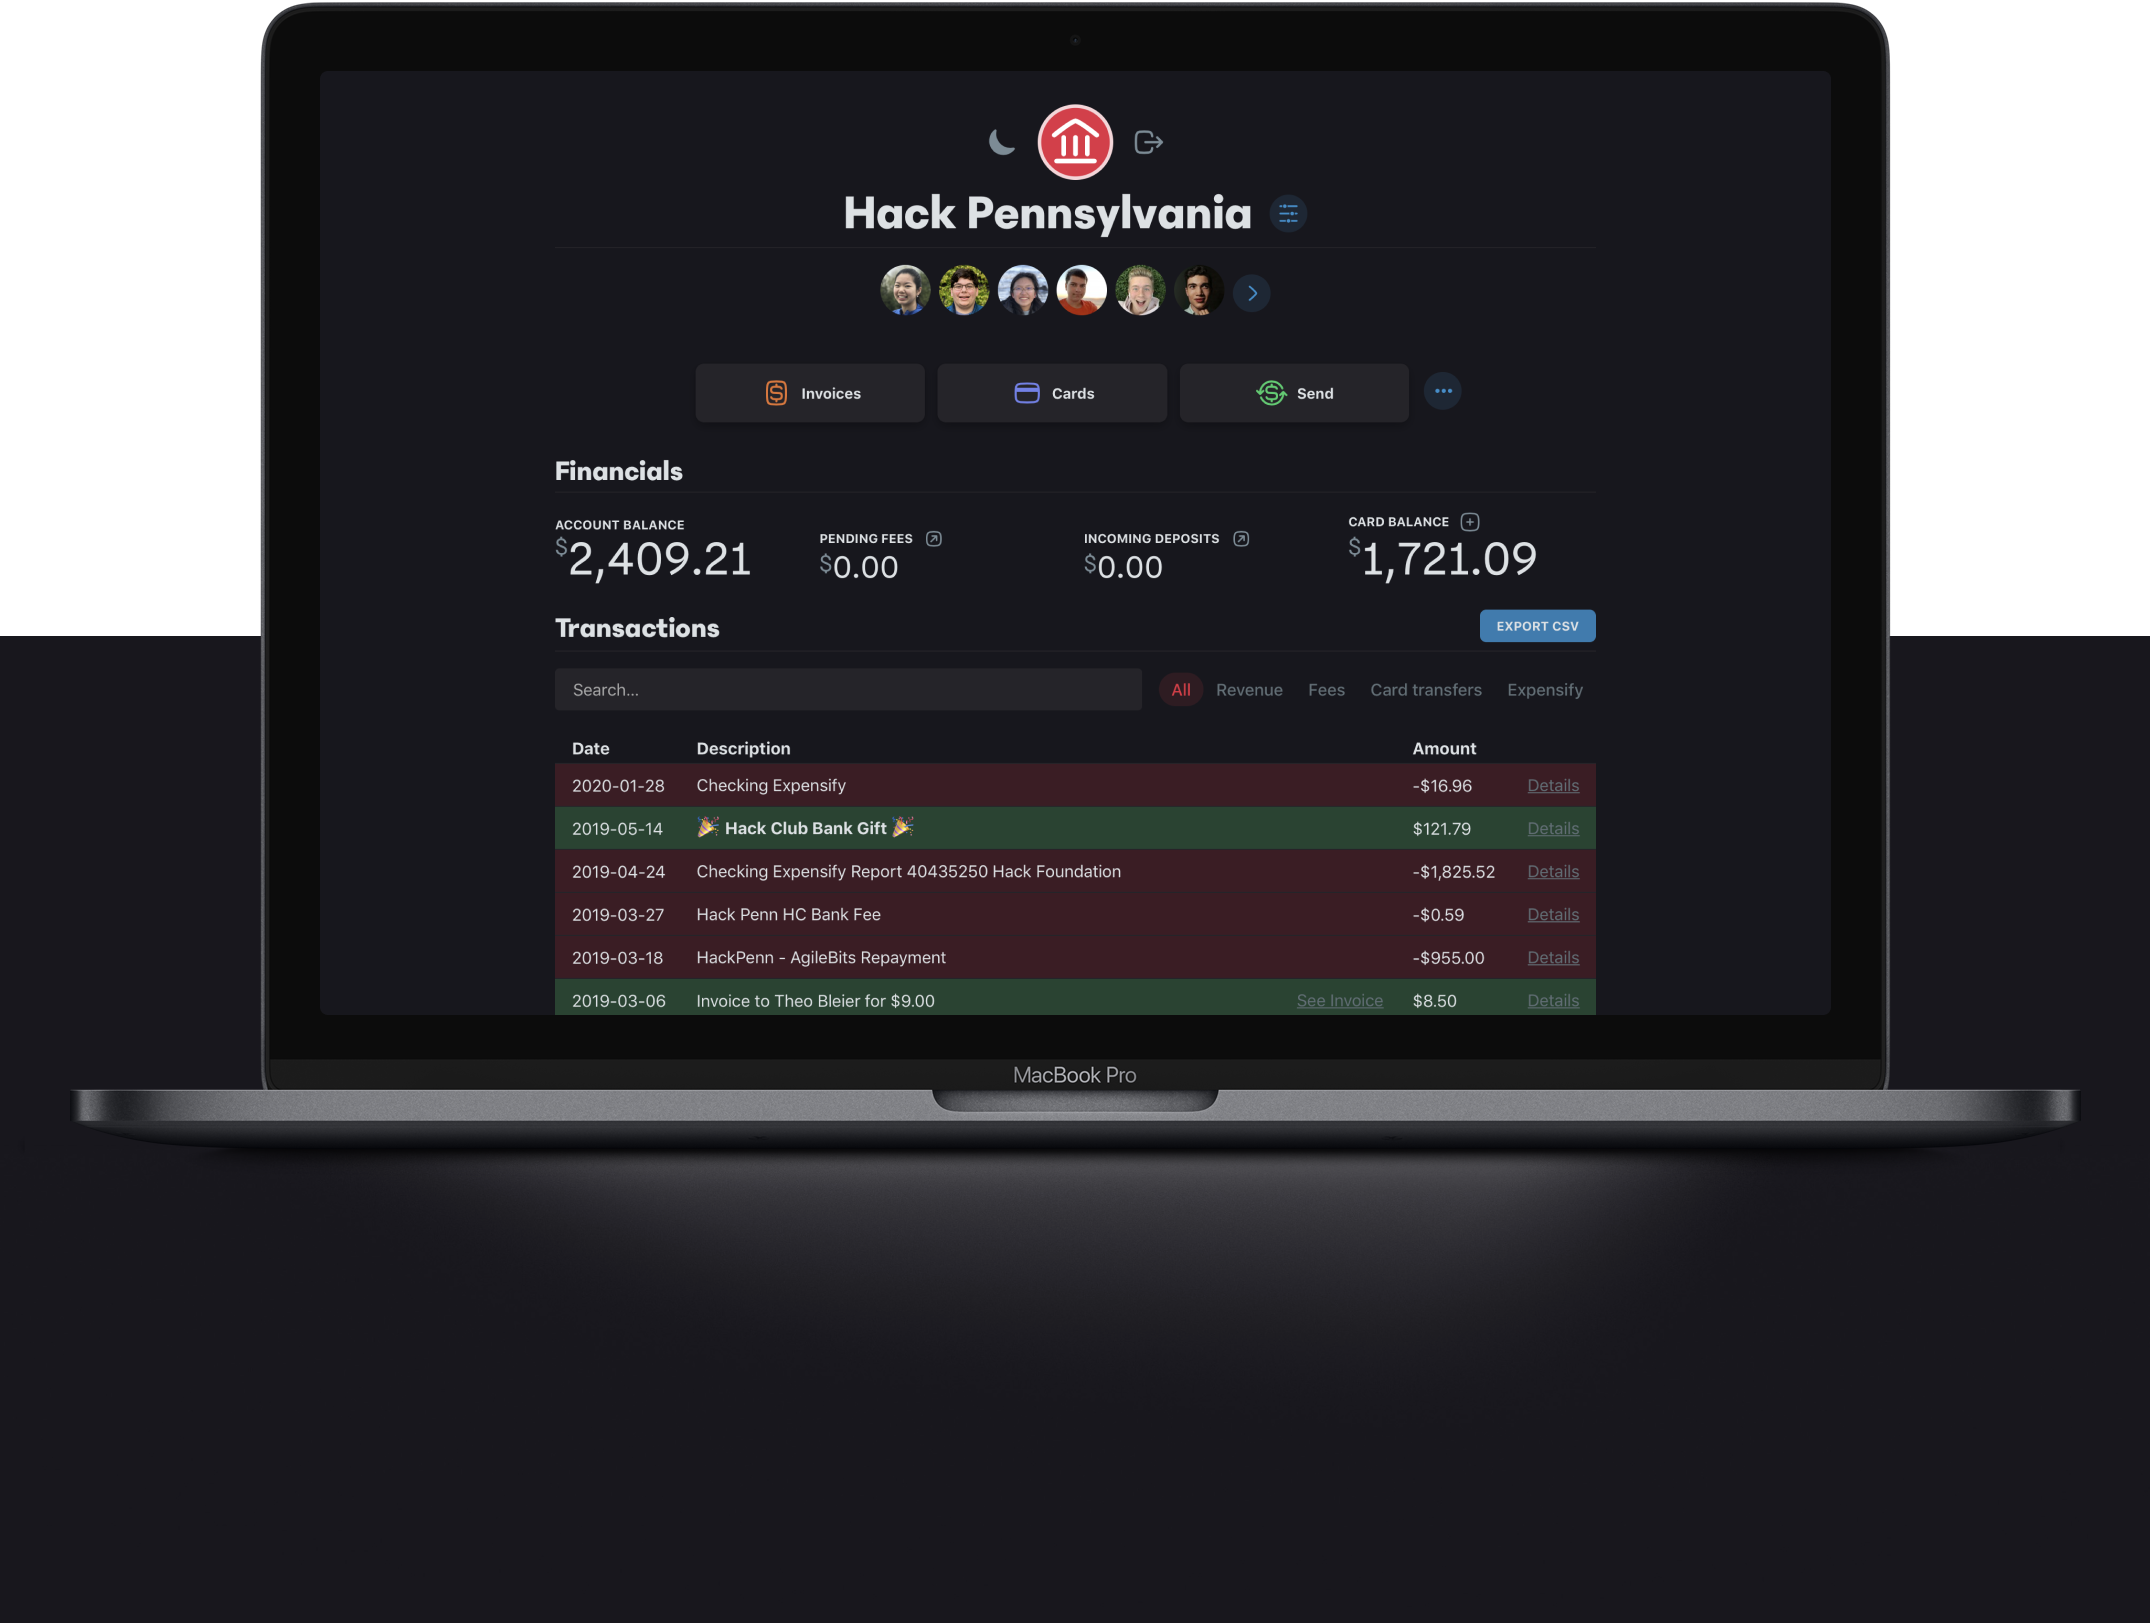 Hack Pennsylvania
Invoices
Cards
Send
Financials
ACCOUNT BALANCE
$2,409.21
PENDING FEES
$0.00
INCOMING DEPOSITS
$0.00
CARD BALANCE
$1,721.09
Transactions
EXPORT CSV
Search...
All Revenue Fees Card transfers Expensify
Date Description Amount
2020-01-28 Checking Expensify -$16.96 Details
2019-05-14 🎉 Hack Club Bank Gift 🎉 $121.79 Details
2019-04-24 Checking Expensify Report 40435250 Hack Foundation -$1,825.52 Details
2019-03-27 Hack Penn HC Bank Fee -$0.59 Details
2019-03-18 HackPenn - AgileBits Repayment -$955.00 Details
2019-03-06 Invoice to Theo Bleier for $9.00 See Invoice $8.50 Details
MacBook Pro